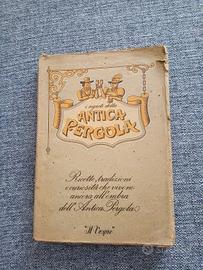 i segreti della
ANTICA
PERGOLA
Ricette, tradizioni
e curiosità che vivono
ancora all'ombra
dell'Antica Pergola
"Il Vespro"